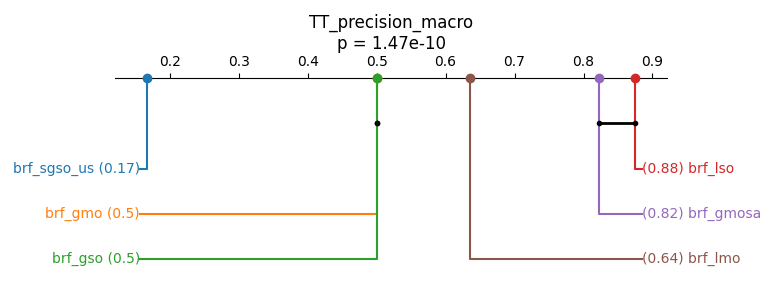 TT_precision_macro
p = 1.47e-10
0.2 0.3 0.4 0.5 0.6 0.7 0.8 0.9
brf_sgso_us (0.17) (0.88) brf_lso
brf_gmo (0.5) (0.82) brf_gmosa
brf_gso (0.5) (0.64) brf_lmo